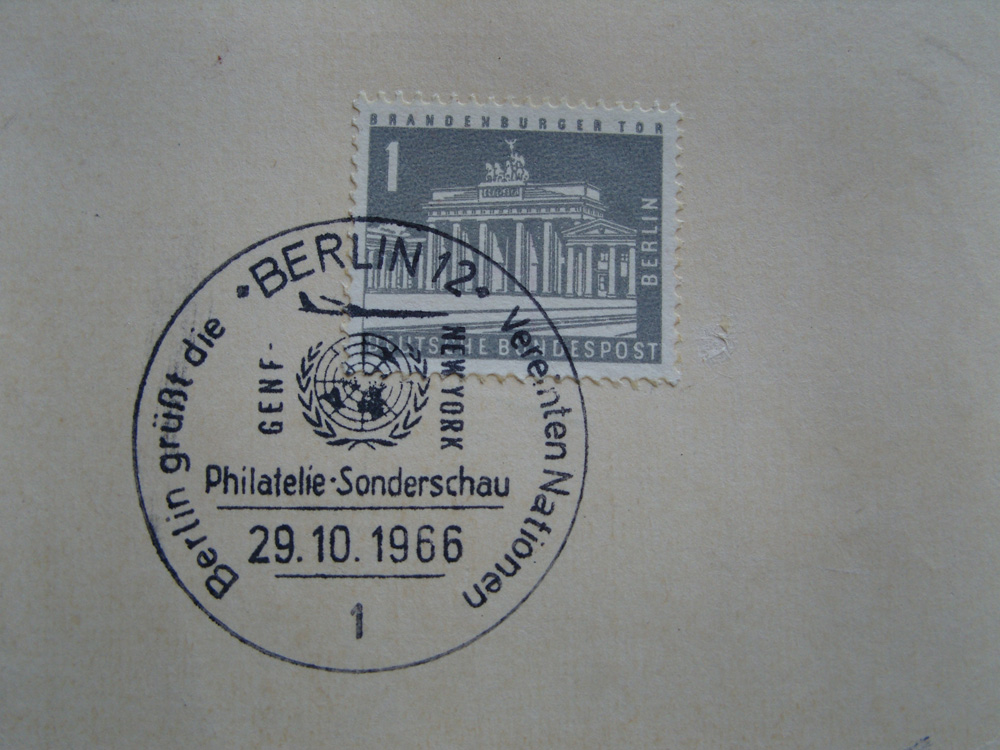 BRANDENBURGER TOR
1
BERLIN
DEUTSCHE BUNDESPOST
•BERLIN 12•
Berlin grüßt die Vereinten Nationen
GENF-
NEW YORK
Philatelie·Sonderschau
29.10.1966
1